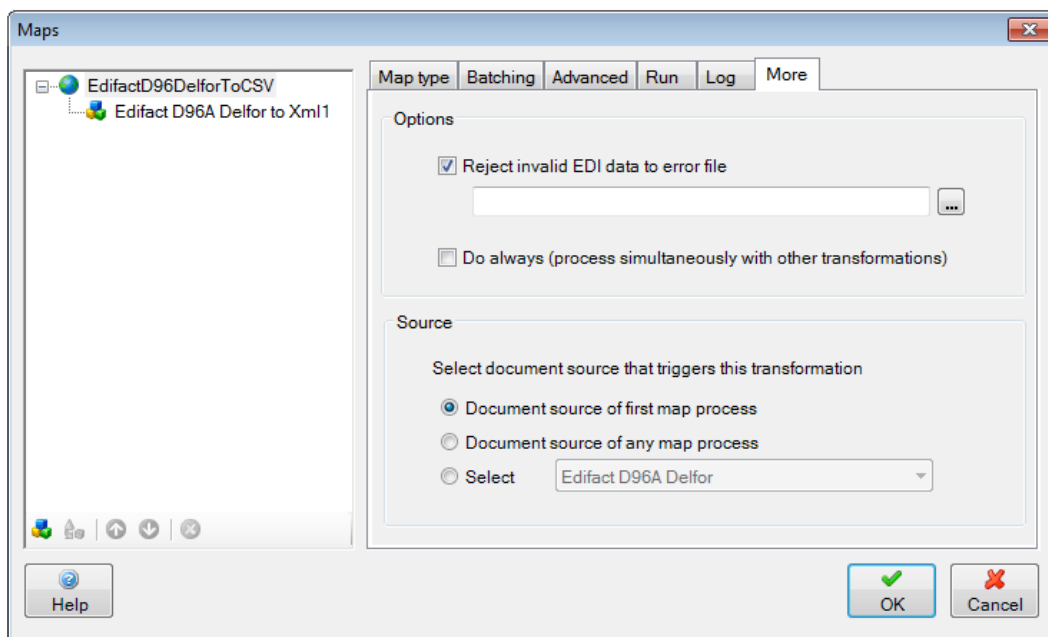 Maps
EdifactD96DelforToCSV
Edifact D96A Delfor to Xml1
Map type
Batching
Advanced
Run
Log
More
Options
Reject invalid EDI data to error file
...
Do always (process simultaneously with other transformations)
Source
Select document source that triggers this transformation
Document source of first map process
Document source of any map process
Select
Edifact D96A Delfor
Help
OK
Cancel